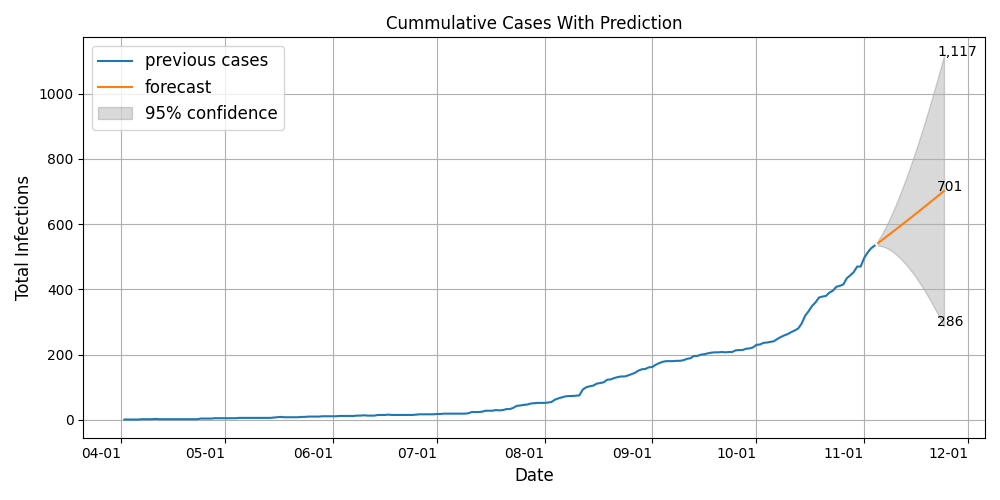 Cummulative Cases With Prediction
previous cases
forecast
95% confidence
1,117
701
286
Total Infections
1000
800
600
400
200
0
04-01 05-01 06-01 07-01 08-01 09-01 10-01 11-01 12-01
Date